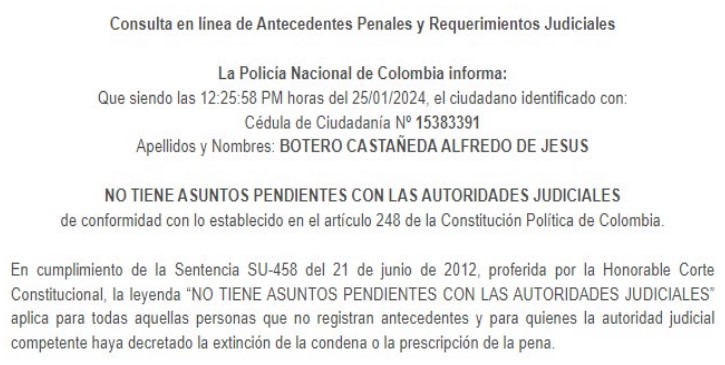 Consulta en línea de Antecedentes Penales y Requerimientos Judiciales
La Policía Nacional de Colombia informa:
Que siendo las 12:25:58 PM horas del 25/01/2024, el ciudadano identificado con:
Cédula de Ciudadanía Nº 15383391
Apellidos y Nombres: BOTERO CASTAÑEDA ALFREDO DE JESUS
NO TIENE ASUNTOS PENDIENTES CON LAS AUTORIDADES JUDICIALES
de conformidad con lo establecido en el artículo 248 de la Constitución Política de Colombia.
En cumplimiento de la Sentencia SU-458 del 21 de junio de 2012, proferida por la Honorable Corte
Constitucional, la leyenda “NO TIENE ASUNTOS PENDIENTES CON LAS AUTORIDADES JUDICIALES”
aplica para todas aquellas personas que no registran antecedentes y para quienes la autoridad judicial
competente haya decretado la extinción de la condena o la prescripción de la pena.